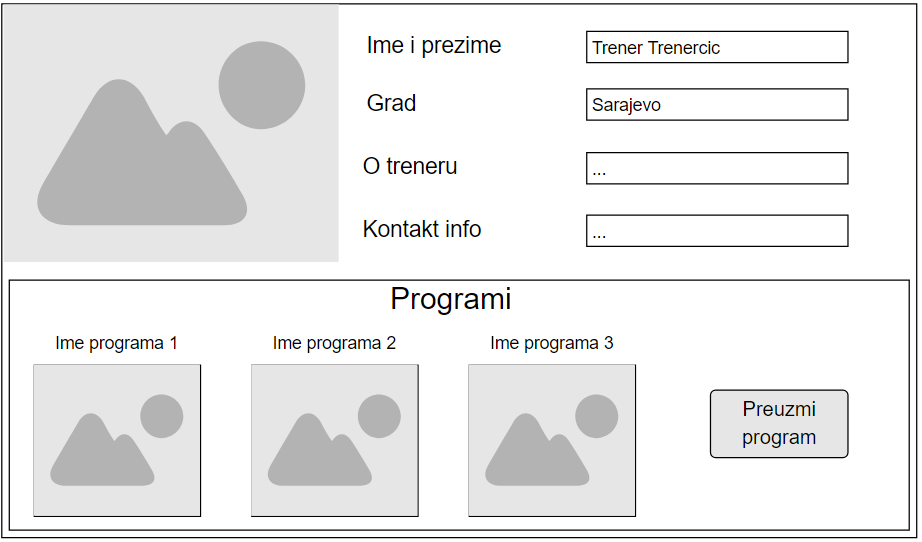 Ime i prezime
Trener Trenercic
Grad
Sarajevo
O treneru
...
Kontakt info
...
Programi
Ime programa 1
Ime programa 2
Ime programa 3
Preuzmi
program